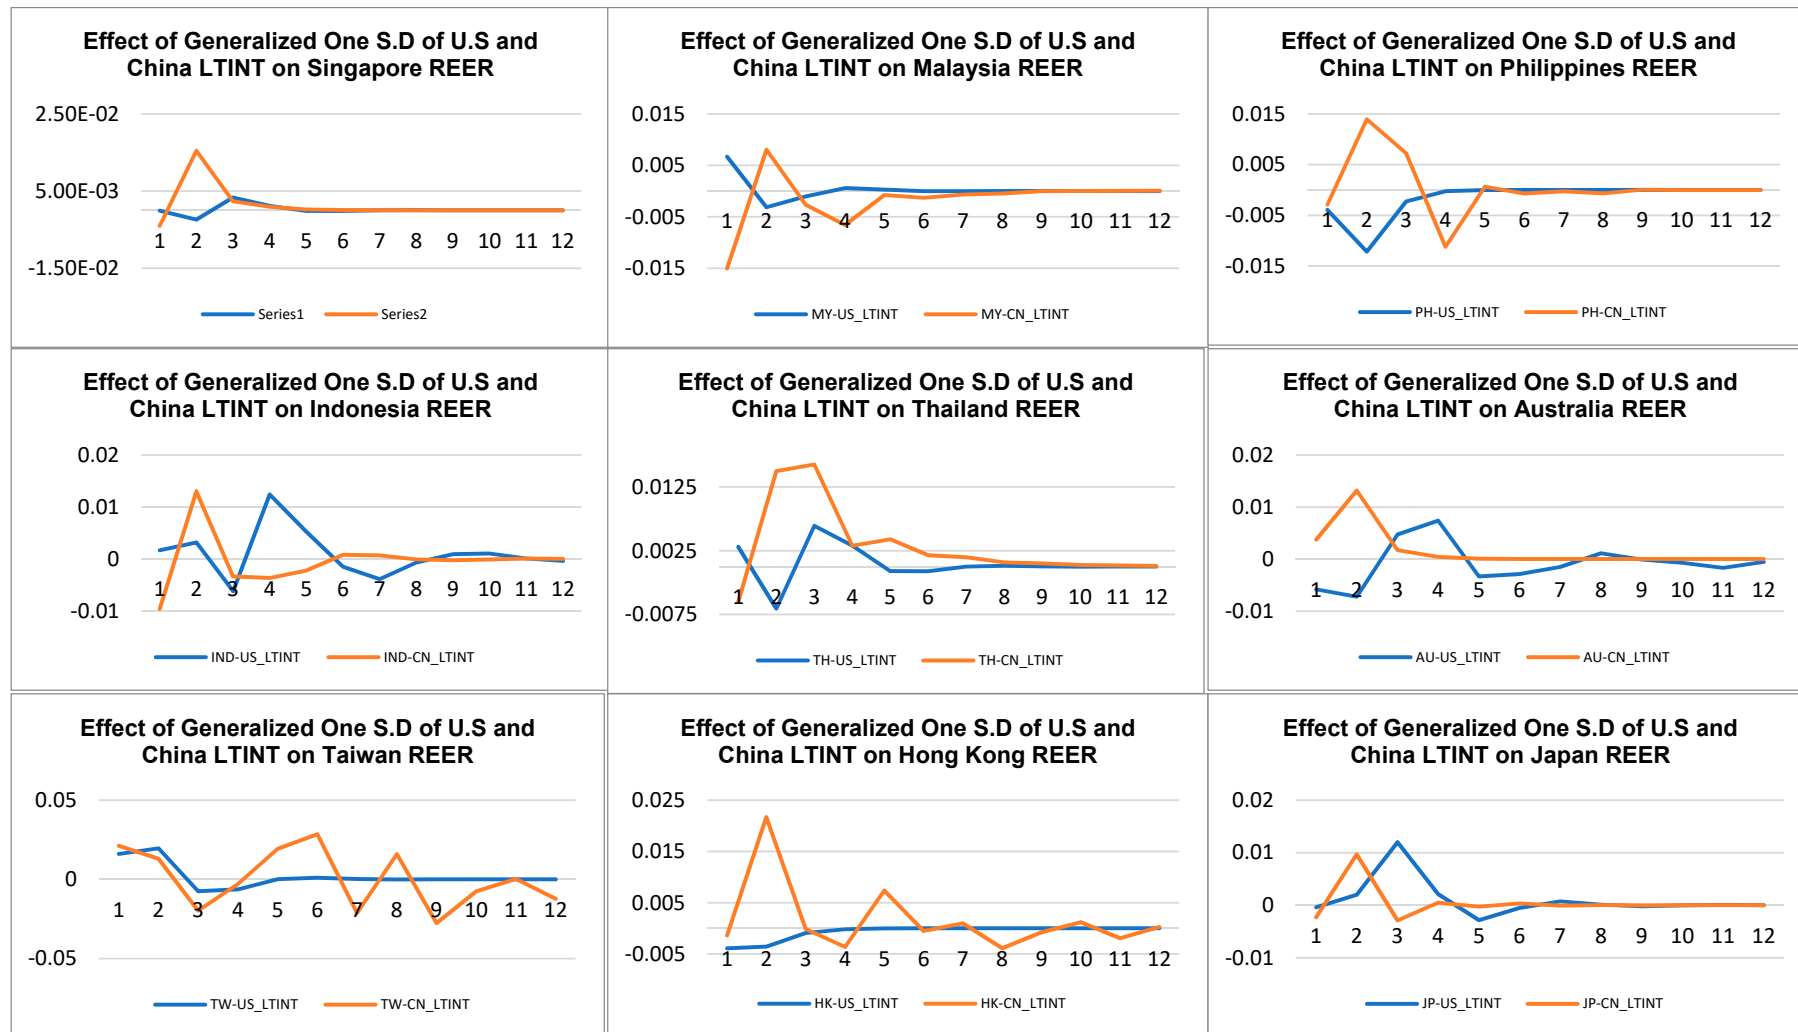 Effect of Generalized One S.D of U.S and
China LTINT on Singapore REER
2.50E-02
5.00E-03
-1.50E-02
1 2 3 4 5 6 7 8 9 10 11 12
Series1 Series2
Effect of Generalized One S.D of U.S and
China LTINT on Malaysia REER
0.015
0.005
-0.005
-0.015
1 2 3 4 5 6 7 8 9 10 11 12
MY-US_LTINT MY-CN_LTINT
Effect of Generalized One S.D of U.S and
China LTINT on Philippines REER
0.015
0.005
-0.005
-0.015
1 2 3 4 5 6 7 8 9 10 11 12
PH-US_LTINT PH-CN_LTINT
Effect of Generalized One S.D of U.S and
China LTINT on Indonesia REER
0.02
0.01
0
-0.01
1 2 3 4 5 6 7 8 9 10 11 12
IND-US_LTINT IND-CN_LTINT
Effect of Generalized One S.D of U.S and
China LTINT on Thailand REER
0.0125
0.0025
-0.0075
1 2 3 4 5 6 7 8 9 10 11 12
TH-US_LTINT TH-CN_LTINT
Effect of Generalized One S.D of U.S and
China LTINT on Australia REER
0.02
0.01
0
-0.01
1 2 3 4 5 6 7 8 9 10 11 12
AU-US_LTINT AU-CN_LTINT
Effect of Generalized One S.D of U.S and
China LTINT on Taiwan REER
0.05
0
-0.05
1 2 3 4 5 6 7 8 9 10 11 12
TW-US_LTINT TW-CN_LTINT
Effect of Generalized One S.D of U.S and
China LTINT on Hong Kong REER
0.025
0.015
0.005
-0.005
1 2 3 4 5 6 7 8 9 10 11 12
HK-US_LTINT HK-CN_LTINT
Effect of Generalized One S.D of U.S and
China LTINT on Japan REER
0.02
0.01
0
-0.01
1 2 3 4 5 6 7 8 9 10 11 12
JP-US_LTINT JP-CN_LTINT